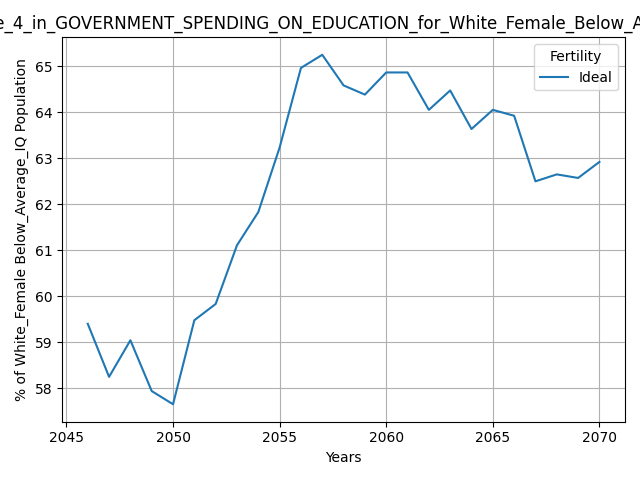 e_4_in_GOVERNMENT_SPENDING_ON_EDUCATION_for_White_Female_Below_A
Fertility
Ideal
% of White_Female Below_Average_IQ Population
65
64
63
62
61
60
59
58
2045
2050
2055
2060
2065
2070
Years